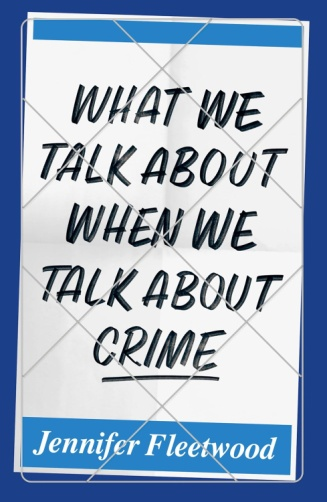 WHAT WE
TALK ABOUT
WHEN WE
TALK ABOUT
CRIME
Jennifer Fleetwood